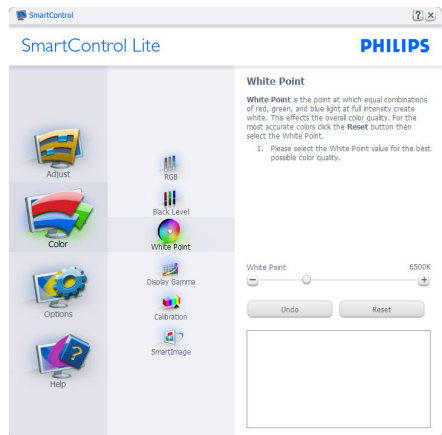 SmartControl
SmartControl Lite
PHILIPS
Adjust
Color
Options
Help
RGB
Black Level
White Point
Display Gamma
Calibration
SmartImage
White Point
White Point is the point at which equal combinations
of red, green, and blue light at full intensity create
white. This effects the overall color quality. For the
most accurate colors click the Reset button then
select the White Point.
1. Please select the White Point value for the best
possible color quality.
White Point 6500K
Undo Reset